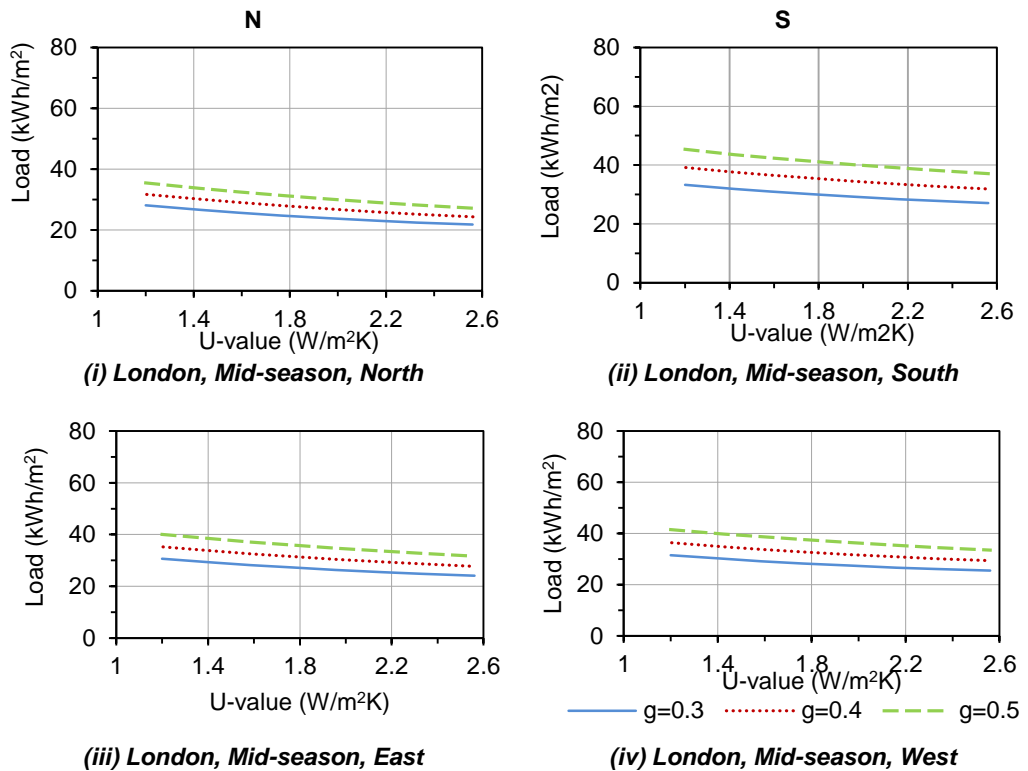 N
80
60
40
20
0
Load (kWh/m²)
1 1.4 1.8 2.2 2.6
U-value (W/m²K)
(i) London, Mid-season, North
S
80
60
40
20
0
Load (kWh/m2)
1 1.4 1.8 2.2 2.6
U-value (W/m2K)
(ii) London, Mid-season, South
80
60
40
20
0
Load (kWh/m²)
1 1.4 1.8 2.2 2.6
U-value (W/m²K)
(iii) London, Mid-season, East
80
60
40
20
0
Load (kWh/m²)
1 1.4 1.8 2.2 2.6
U-value (W/m²K)
g=0.3 g=0.4 g=0.5
(iv) London, Mid-season, West